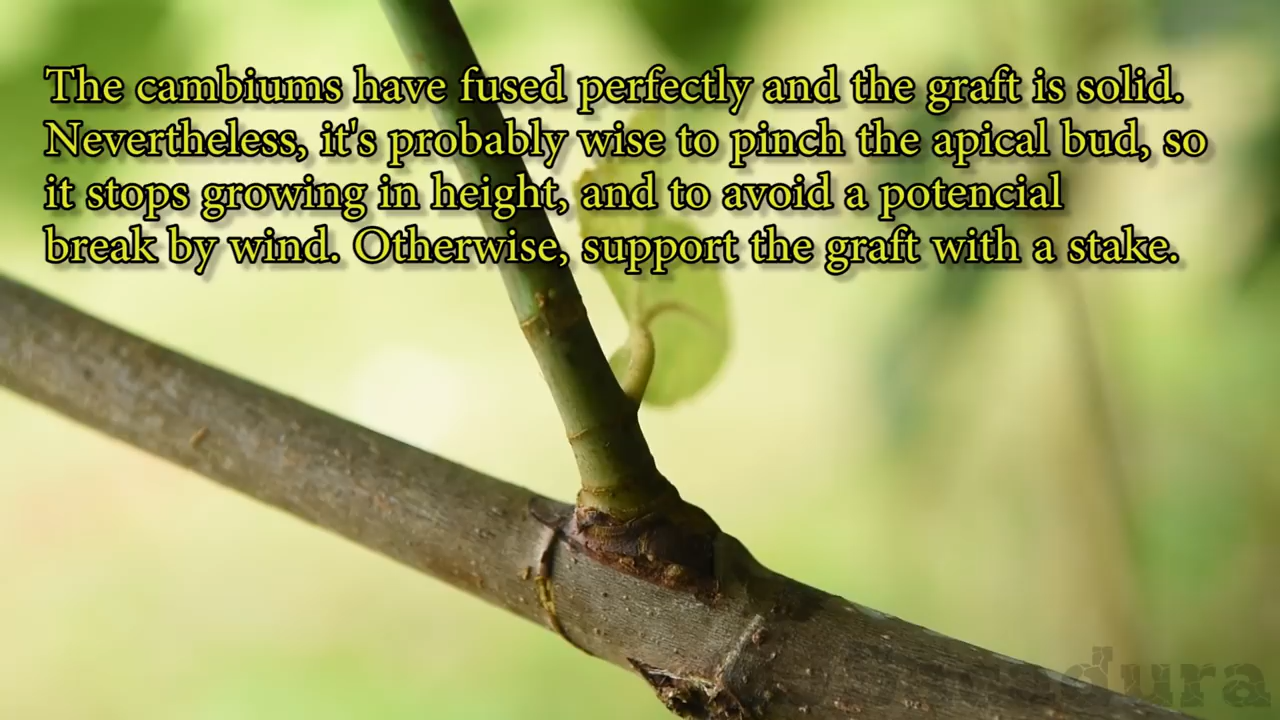 The cambiums have fused perfectly and the graft is solid.
Nevertheless, it's probably wise to pinch the apical bud, so
it stops growing in height, and to avoid a potencial
break by wind. Otherwise, support the graft with a stake.